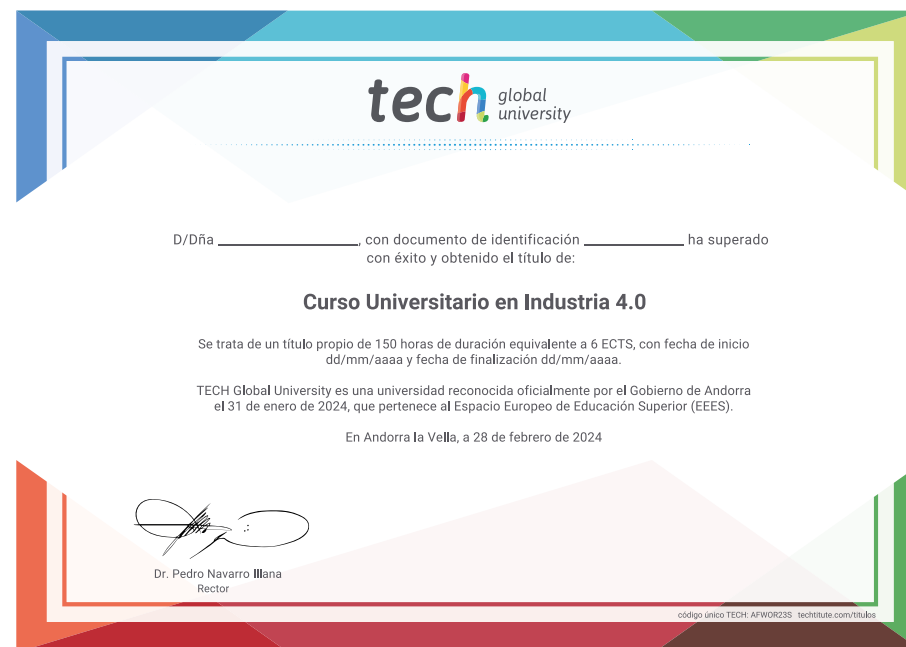 tech global university
D/Dña ____________________, con documento de identificación ______________ ha superado
con éxito y obtenido el título de:
Curso Universitario en Industria 4.0
Se trata de un título propio de 150 horas de duración equivalente a 6 ECTS, con fecha de inicio
dd/mm/aaaa y fecha de finalización dd/mm/aaaa.
TECH Global University es una universidad reconocida oficialmente por el Gobierno de Andorra
el 31 de enero de 2024, que pertenece al Espacio Europeo de Educación Superior (EEES).
En Andorra la Vella, a 28 de febrero de 2024
Dr. Pedro Navarro Illana
Rector
código único TECH: AFWOR23S techtitute.com/titulos